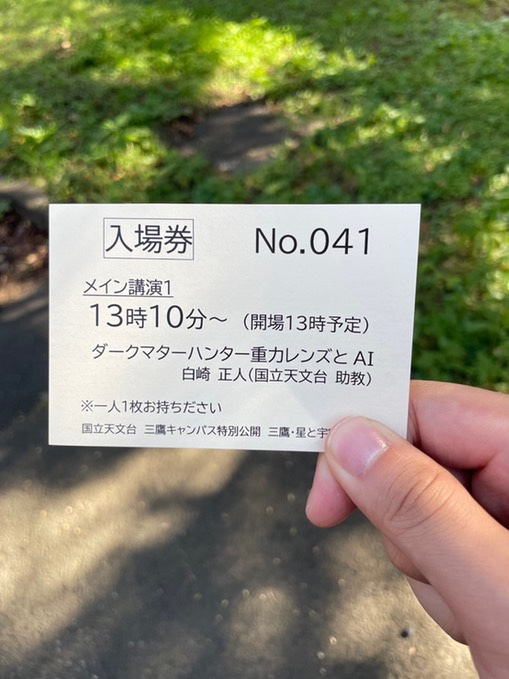 入場券 No.041
メイン講演1
13時10分～ (開場13時予定)
ダークマターハンター重力レンズと AI
白崎 正人(国立天文台 助教)
※一人1枚お持ちださい
国立天文台 三鷹キャンパス特別公開 三鷹・星と宇